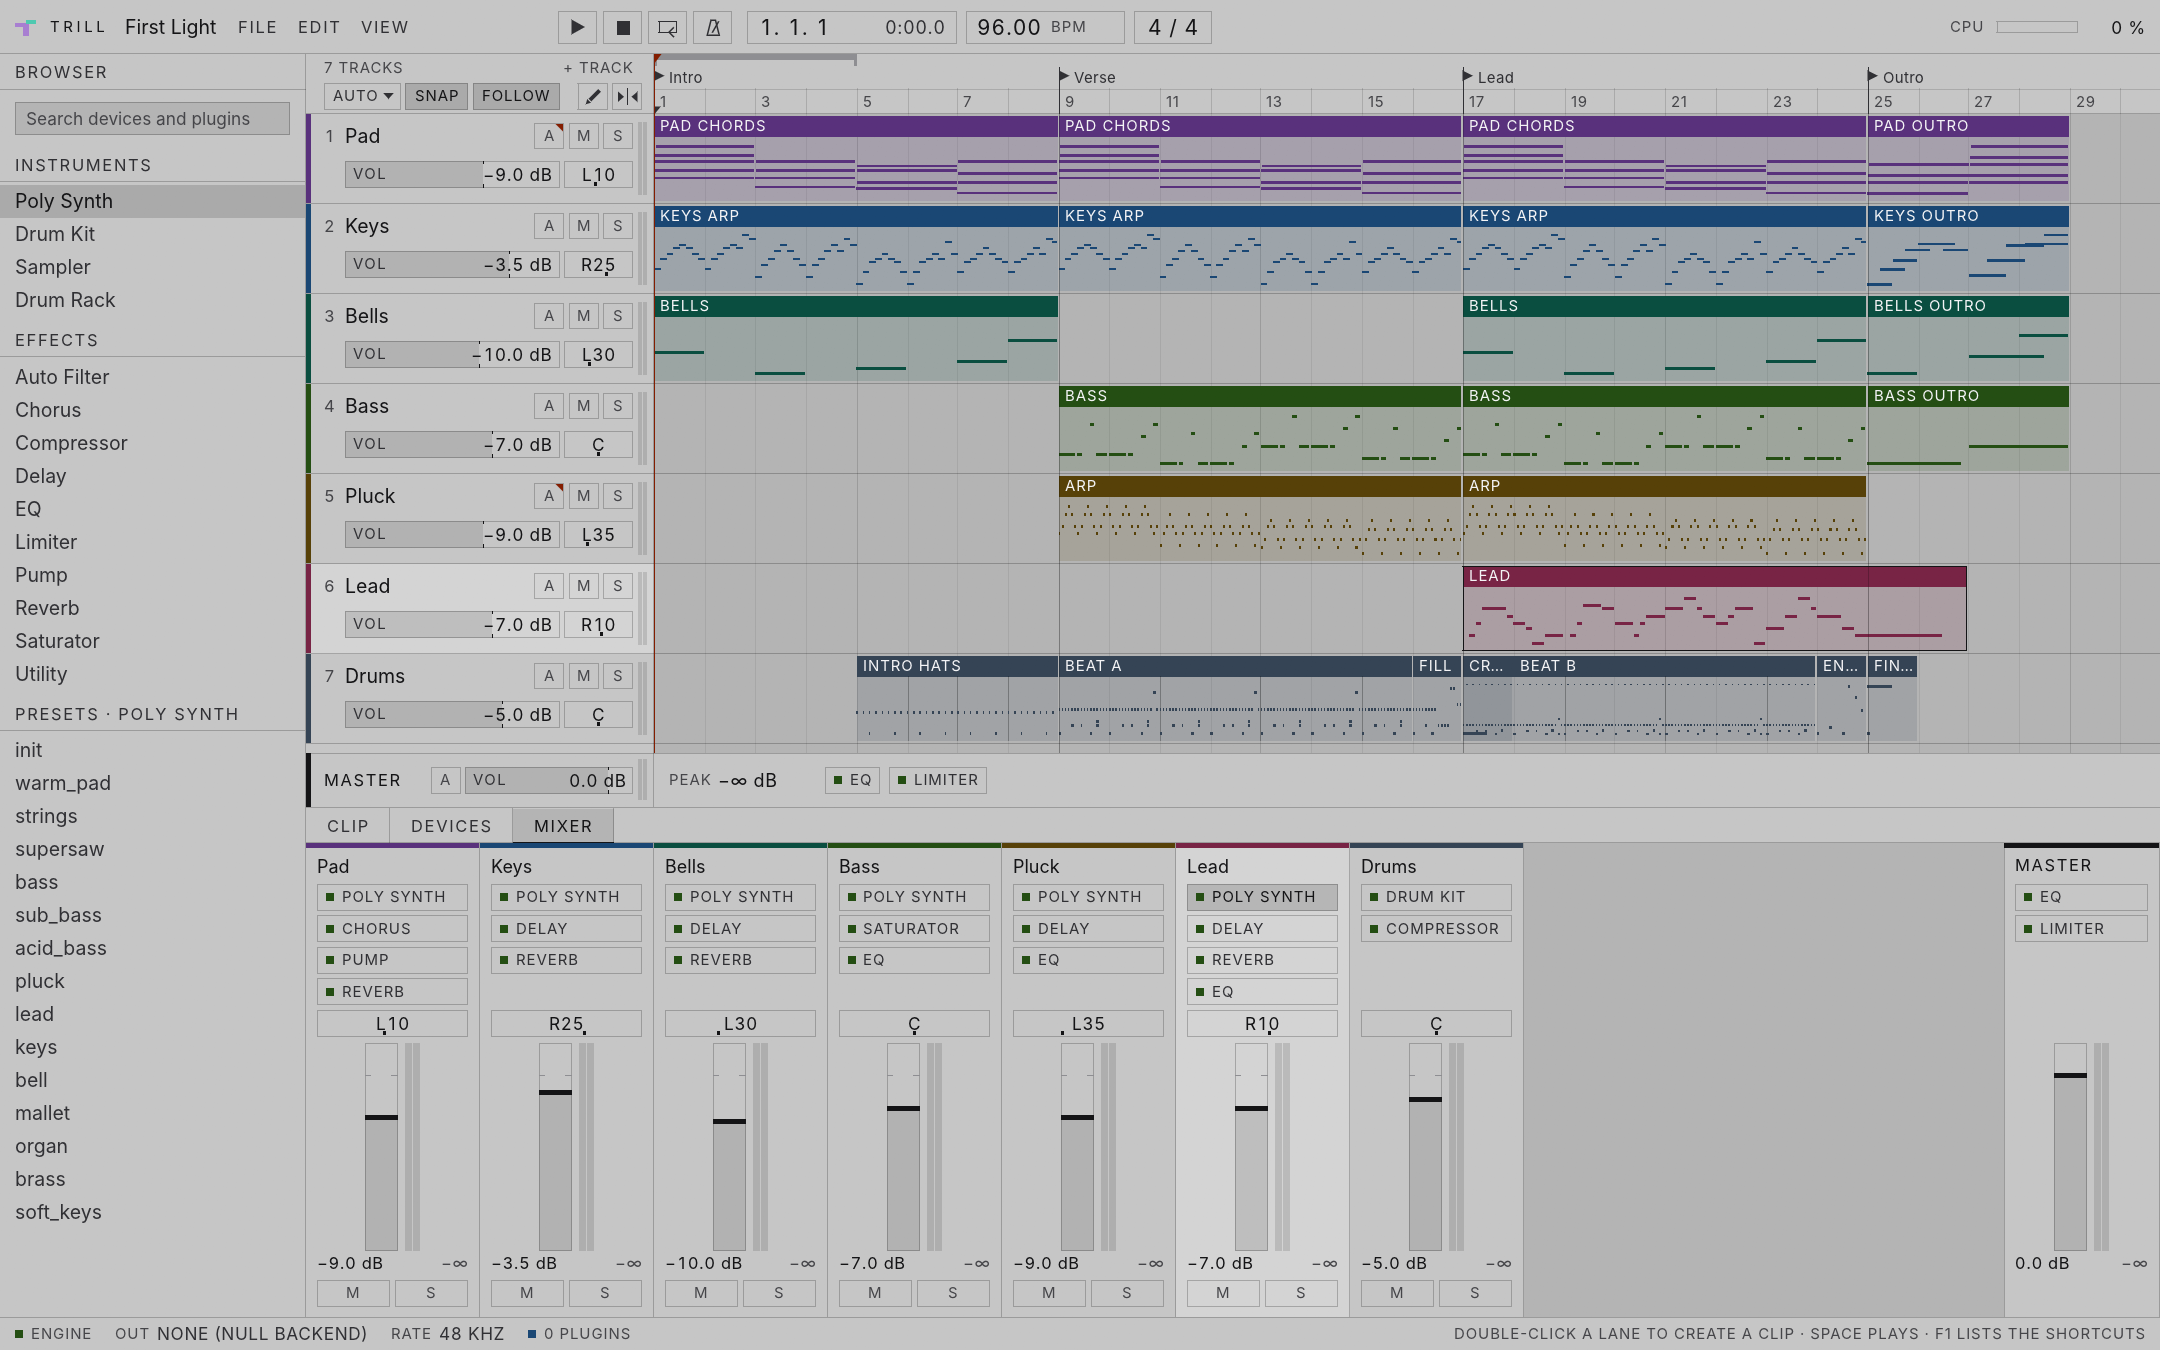 TRILL First Light FILE EDIT VIEW 1. 1. 1 0:00.0 96.00 BPM 4 / 4 CPU 0 %
BROWSER
Search devices and plugins
INSTRUMENTS
Poly Synth
Drum Kit
Sampler
Drum Rack
EFFECTS
Auto Filter
Chorus
Compressor
Delay
EQ
Limiter
Pump
Reverb
Saturator
Utility
PRESETS · POLY SYNTH
init
warm_pad
strings
supersaw
bass
sub_bass
acid_bass
pluck
lead
keys
bell
mallet
organ
brass
soft_keys
7 TRACKS + TRACK
AUTO SNAP FOLLOW
Intro Verse Lead Outro
1 3 5 7 9 11 13 15 17 19 21 23 25 27 29
1 Pad A M S
VOL −9.0 dB L10
PAD CHORDS PAD CHORDS PAD CHORDS PAD OUTRO
2 Keys A M S
VOL −3.5 dB R25
KEYS ARP KEYS ARP KEYS ARP KEYS OUTRO
3 Bells A M S
VOL −10.0 dB L30
BELLS BELLS BELLS OUTRO
4 Bass A M S
VOL −7.0 dB C
BASS BASS BASS OUTRO
5 Pluck A M S
VOL −9.0 dB L35
ARP ARP
6 Lead A M S
VOL −7.0 dB R10
LEAD
7 Drums A M S
VOL −5.0 dB C
INTRO HATS BEAT A FILL CR... BEAT B EN... FIN...
MASTER A VOL 0.0 dB PEAK −∞ dB EQ LIMITER
CLIP DEVICES MIXER
Pad Keys Bells Bass Pluck Lead Drums MASTER
POLY SYNTH POLY SYNTH POLY SYNTH POLY SYNTH POLY SYNTH POLY SYNTH DRUM KIT EQ
CHORUS DELAY DELAY SATURATOR DELAY DELAY COMPRESSOR LIMITER
PUMP REVERB REVERB EQ EQ REVERB
REVERB EQ
L10 R25 L30 C L35 R10 C
−9.0 dB −∞ −3.5 dB −∞ −10.0 dB −∞ −7.0 dB −∞ −9.0 dB −∞ −7.0 dB −∞ −5.0 dB −∞ 0.0 dB −∞
M S M S M S M S M S M S M S
ENGINE OUT NONE (NULL BACKEND) RATE 48 KHZ 0 PLUGINS DOUBLE-CLICK A LANE TO CREATE A CLIP · SPACE PLAYS · F1 LISTS THE SHORTCUTS